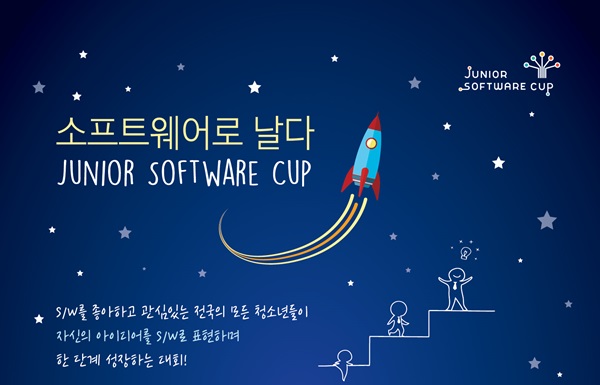 JUNIOR
SOFTWARE CUP
소프트웨어로 날다
JUNIOR SOFTWARE CUP
S/W를 좋아하고 관심있는 전국의 모든 청소년들이
자신의 아이디어를 S/W로 표현하며
한 단계 성장하는 대회!